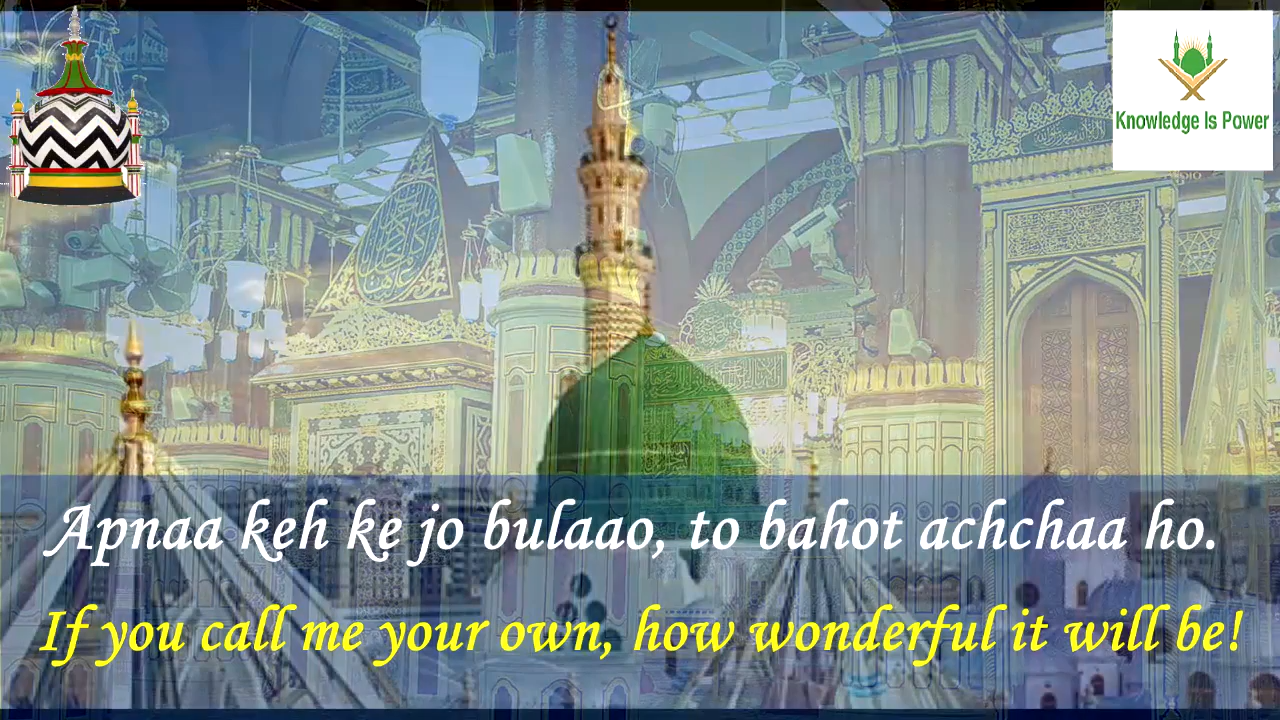 Knowledge Is Power
Apnaa keh ke jo bulaao, to bahot achchaa ho.
If you call me your own, how wonderful it will be!